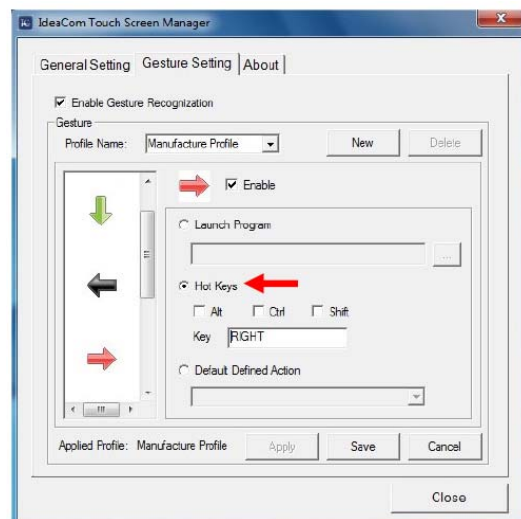 IdeaCom Touch Screen Manager
General Setting Gesture Setting About
Enable Gesture Recognization
Gesture
Profile Name: Manufacture Profile New Delete
Enable
Launch Program
...
Hot Keys
Alt Ctrl Shift
Key RIGHT
Default Defined Action
Applied Profile: Manufacture Profile Apply Save Cancel
Close